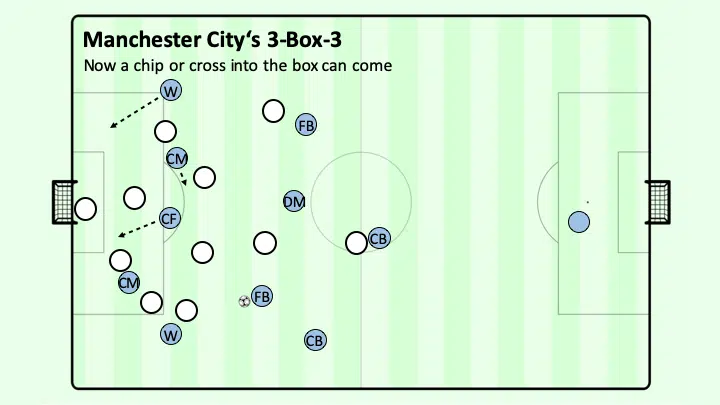 Manchester City‘s 3-Box-3
Now a chip or cross into the box can come
W
FB
CM
DM
CF
CB
CM
FB
W
CB